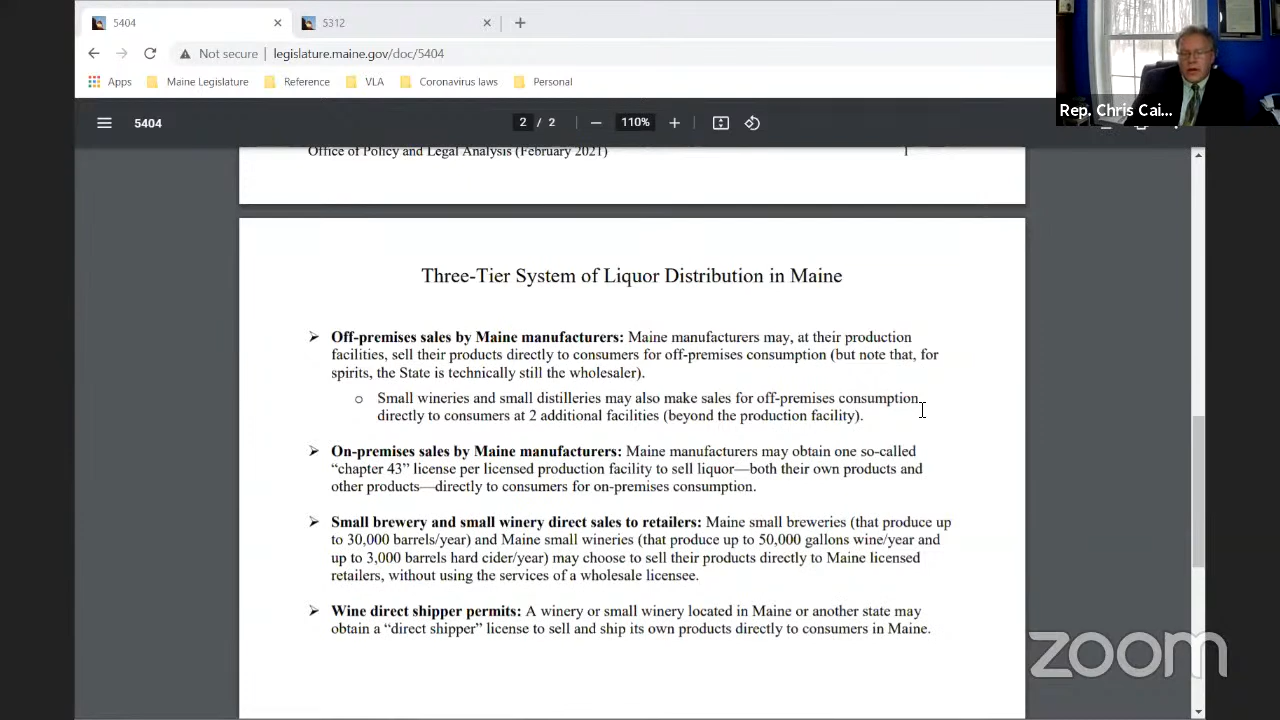 5404
5312
Not secure | legislature.maine.gov/doc/5404
Apps Maine Legislature Reference VLA Coronavirus laws Personal
Rep. Chris Cai...
5404 2 / 2 110%
Office of Policy and Legal Analysis (February 2021) 1
Three-Tier System of Liquor Distribution in Maine
➢ Off-premises sales by Maine manufacturers: Maine manufacturers may, at their production
facilities, sell their products directly to consumers for off-premises consumption (but note that, for
spirits, the State is technically still the wholesaler).
o Small wineries and small distilleries may also make sales for off-premises consumption
directly to consumers at 2 additional facilities (beyond the production facility).
➢ On-premises sales by Maine manufacturers: Maine manufacturers may obtain one so-called
“chapter 43” license per licensed production facility to sell liquor—both their own products and
other products—directly to consumers for on-premises consumption.
➢ Small brewery and small winery direct sales to retailers: Maine small breweries (that produce up
to 30,000 barrels/year) and Maine small wineries (that produce up to 50,000 gallons wine/year and
up to 3,000 barrels hard cider/year) may choose to sell their products directly to Maine licensed
retailers, without using the services of a wholesale licensee.
➢ Wine direct shipper permits: A winery or small winery located in Maine or another state may
obtain a “direct shipper” license to sell and ship its own products directly to consumers in Maine.
zoom